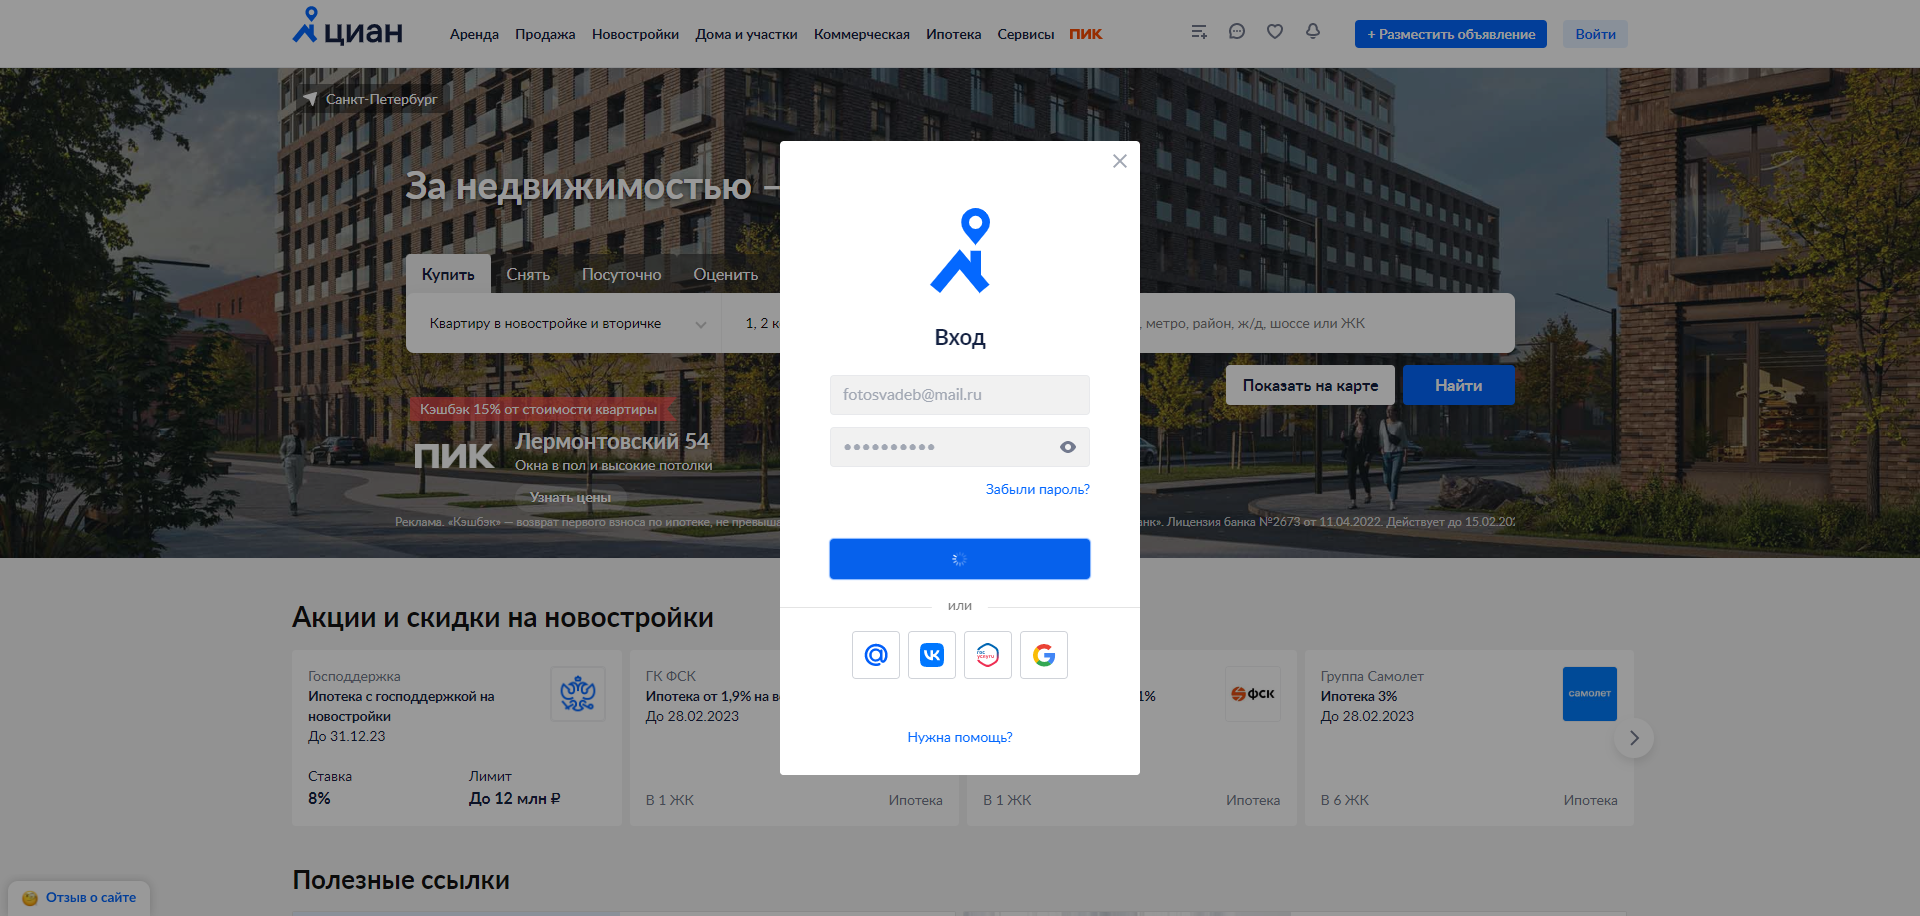 циан
Аренда Продажа Новостройки Дома и участки Коммерческая Ипотека Сервисы ПИК
+ Разместить объявление
Войти
Санкт-Петербург
За недвижимостью –
Купить Снять Посуточно Оценить
Квартиру в новостройке и вторичке
1, 2 к
, метро, район, ж/д, шоссе или ЖК
Показать на карте
Найти
Кэшбэк 15% от стоимости квартиры
ПИК
Лермонтовский 54
Окна в пол и высокие потолки
Узнать цены
Реклама. «Кэшбэк» — возврат первого взноса по ипотеке, не превыша
анк». Лицензия банка №2673 от 11.04.2022. Действует до 15.02.202
Вход
fotosvadeb@mail.ru
Забыли пароль?
или
VK
гос
услуги
G
Нужна помощь?
Акции и скидки на новостройки
Господдержка
Ипотека с господдержкой на
новостройки
До 31.12.23
Ставка
8%
Лимит
До 12 млн ₽
ГК ФСК
Ипотека от 1,9% на в
До 28.02.2023
В 1 ЖК
Ипотека
1%
ФСК
В 1 ЖК
Ипотека
Группа Самолет
Ипотека 3%
До 28.02.2023
самолет
В 6 ЖК
Ипотека
Полезные ссылки
Отзыв о сайте